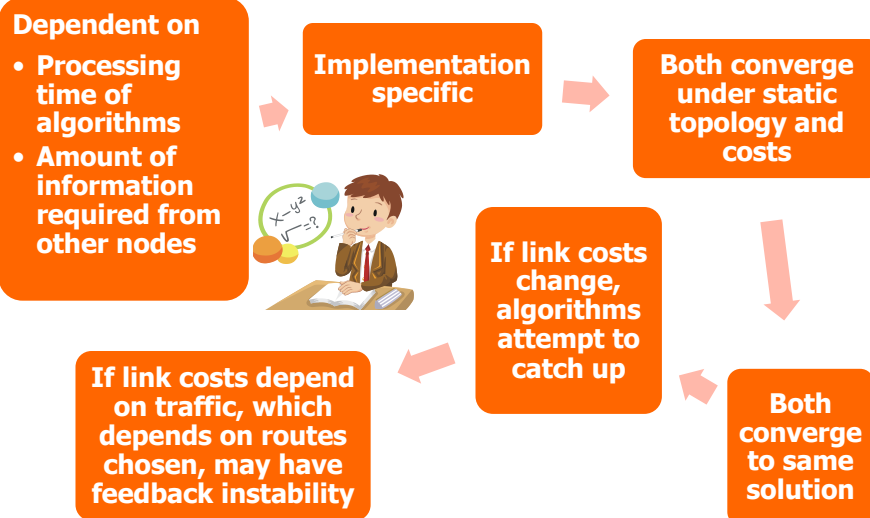 Dependent on
• Processing
time of
algorithms
• Amount of
information
required from
other nodes
Implementation
specific
Both converge
under static
topology and
costs
Both
converge
to same
solution
If link costs
change,
algorithms
attempt to
catch up
If link costs depend
on traffic, which
depends on routes
chosen, may have
feedback instability
X-y²
√=?